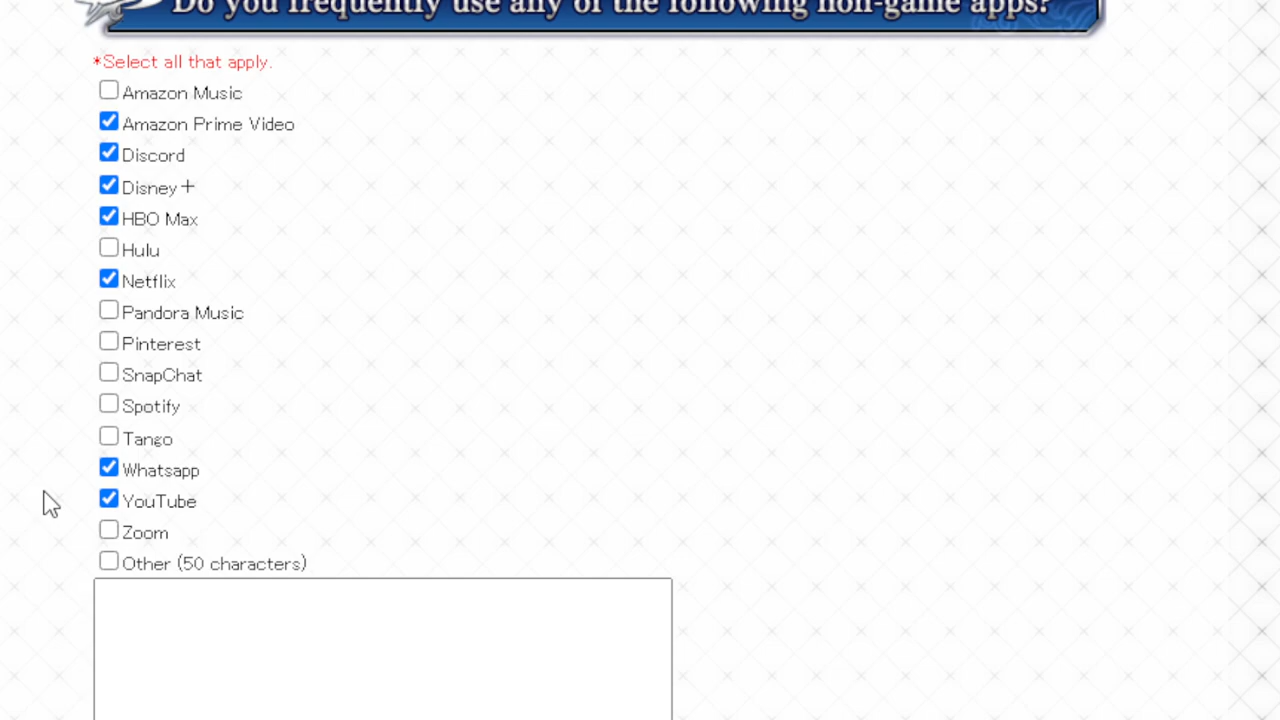 Do you frequently use any of the following non-game apps?
*Select all that apply.
Amazon Music
Amazon Prime Video
Discord
Disney+
HBO Max
Hulu
Netflix
Pandora Music
Pinterest
SnapChat
Spotify
Tango
Whatsapp
YouTube
Zoom
Other (50 characters)